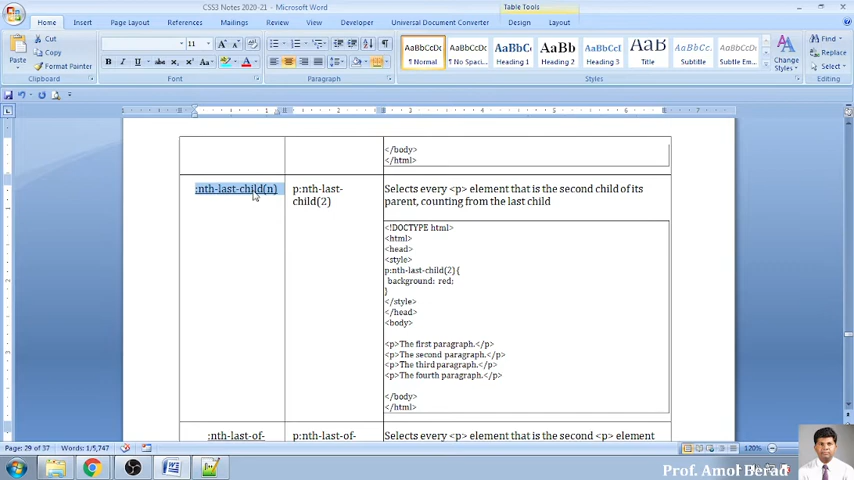 CSS3 Notes 2020-21 - Microsoft Word
Table Tools
Home Insert Page Layout References Mailings Review View Developer Universal Document Converter Design Layout
Cut
Copy
Format Painter
Paste
Clipboard
11
Font
Paragraph
AaBbCcDc AaBbCcDc AaBbC AaBbCc AaBbCc AaBb AaBbCcL AaBbCcDc
¶ Normal ¶ No Spaci... Heading 1 Heading 2 Heading 3 Title Subtitle Subtle Em...
Styles
Change Styles
Find
Replace
Select
Editing
</body>
</html>
:nth-last-child(n)
p:nth-last-
child(2)
Selects every <p> element that is the second child of its
parent, counting from the last child
<!DOCTYPE html>
<html>
<head>
<style>
p:nth-last-child(2){
background: red;
}
</style>
</head>
<body>
<p>The first paragraph.</p>
<p>The second paragraph.</p>
<p>The third paragraph.</p>
<p>The fourth paragraph.</p>
</body>
</html>
:nth-last-of-
p:nth-last-of-
Selects every <p> element that is the second <p> element
Page: 29 of 37 Words: 1/5,747
120%
Prof. Amol Berad